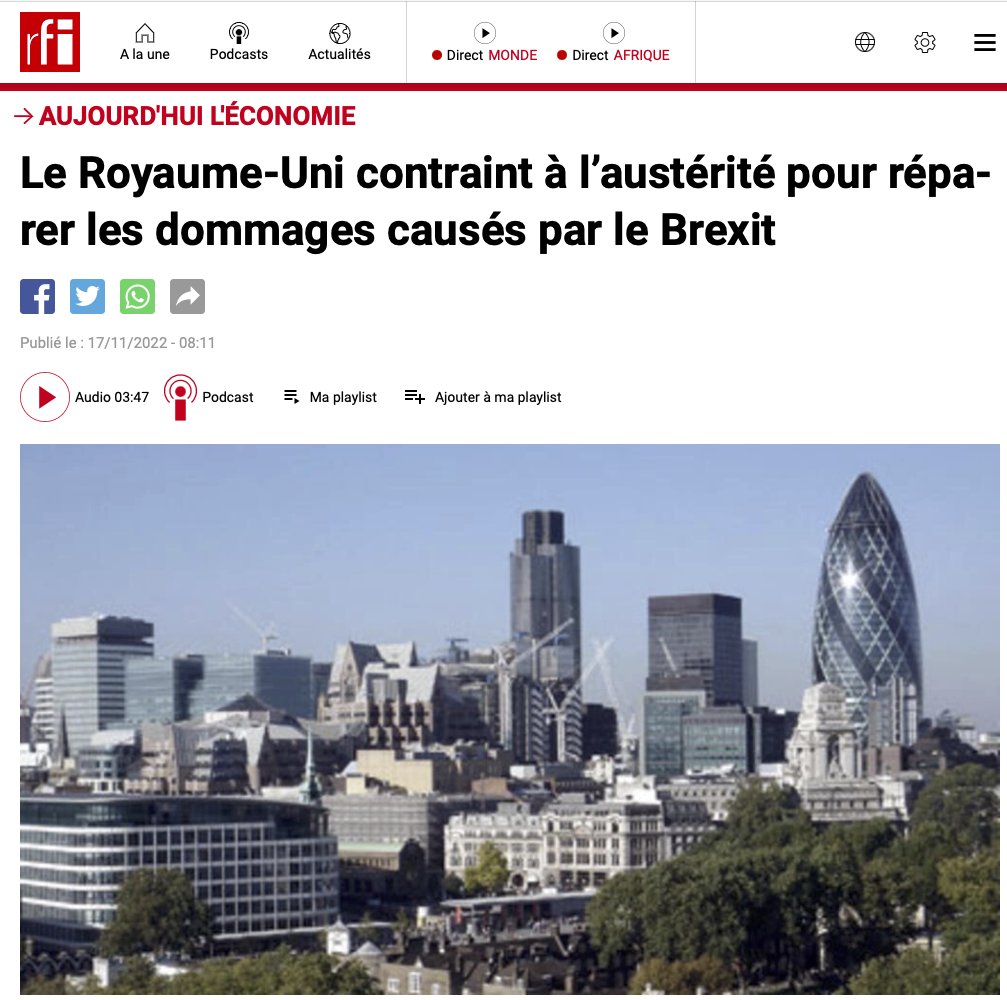 rfi
A la une
Podcasts
Actualités
Direct MONDE
Direct AFRIQUE
AUJOURD'HUI L'ÉCONOMIE
Le Royaume-Uni contraint à l’austérité pour répa-
rer les dommages causés par le Brexit
Publié le : 17/11/2022 - 08:11
Audio 03:47
Podcast
Ma playlist
Ajouter à ma playlist